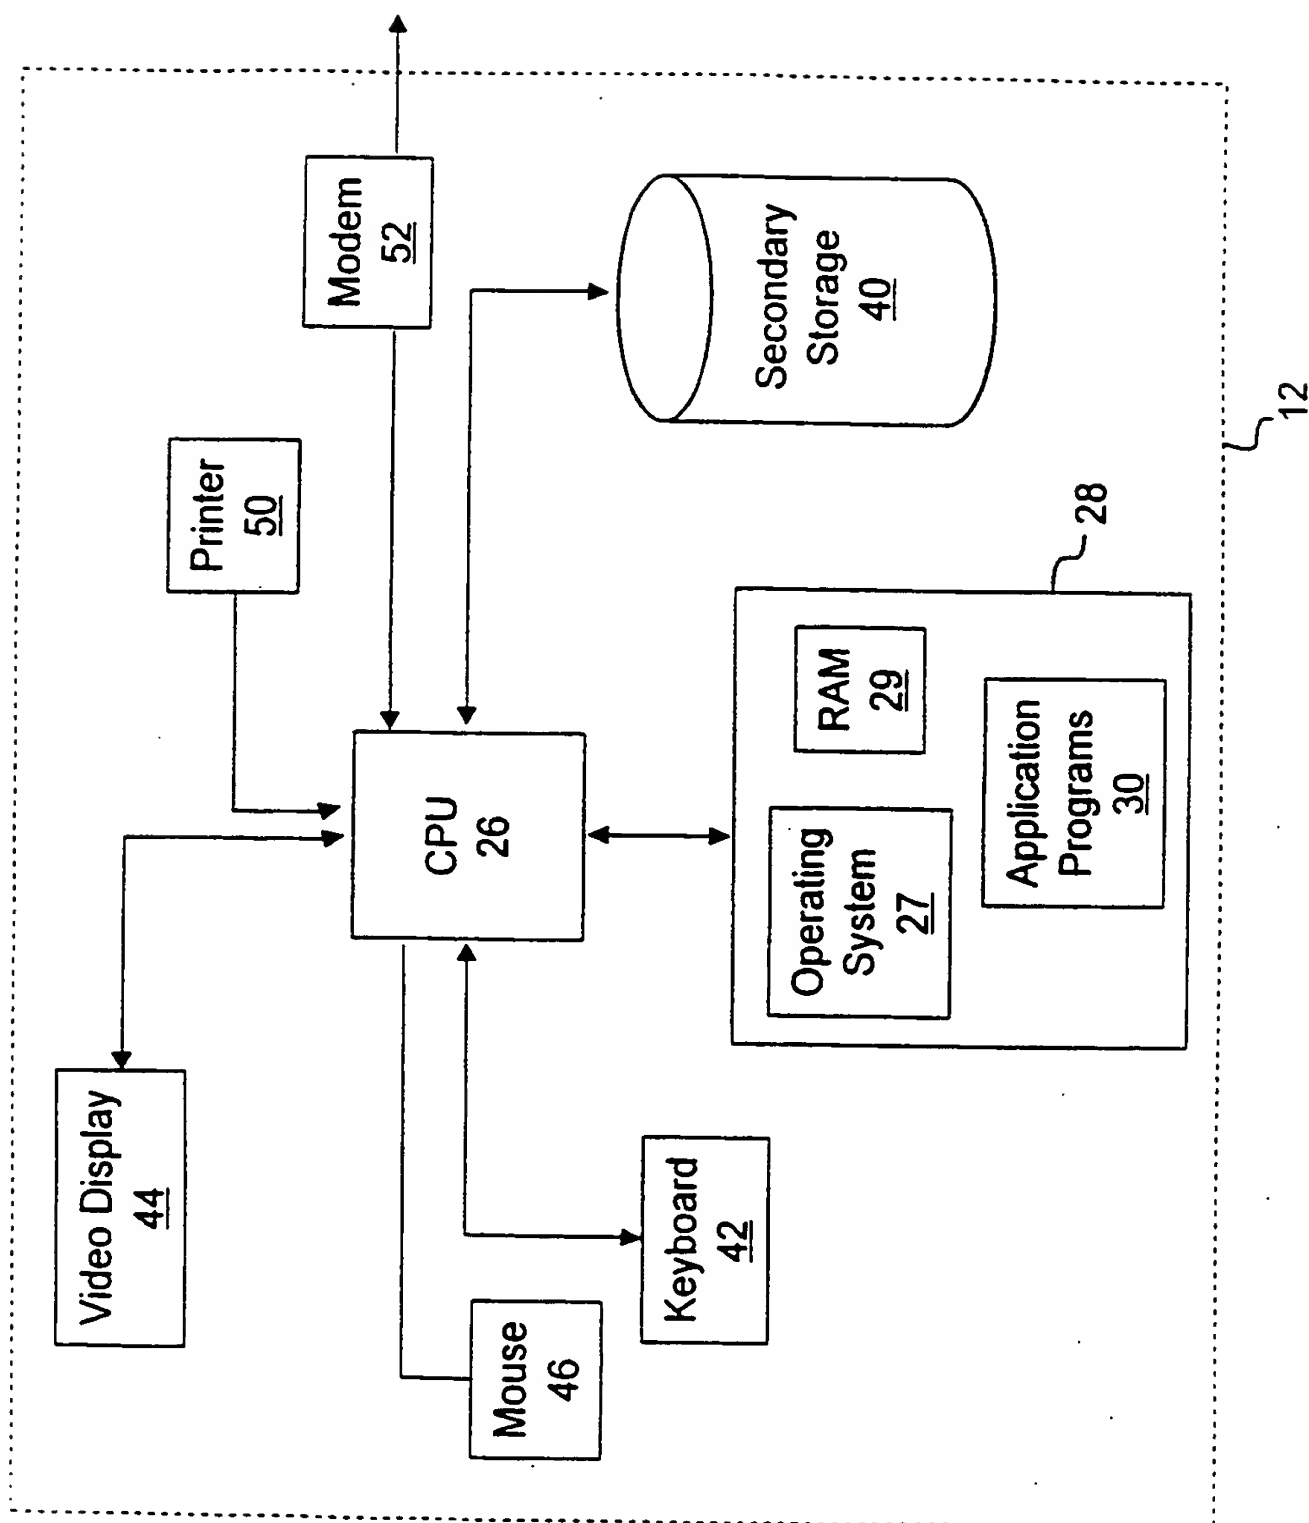 Video Display
44
Printer
50
Modem
52
Mouse
46
CPU
26
Keyboard
42
Secondary
Storage
40
Operating
System
27
RAM
29
Application
Programs
30
28
12